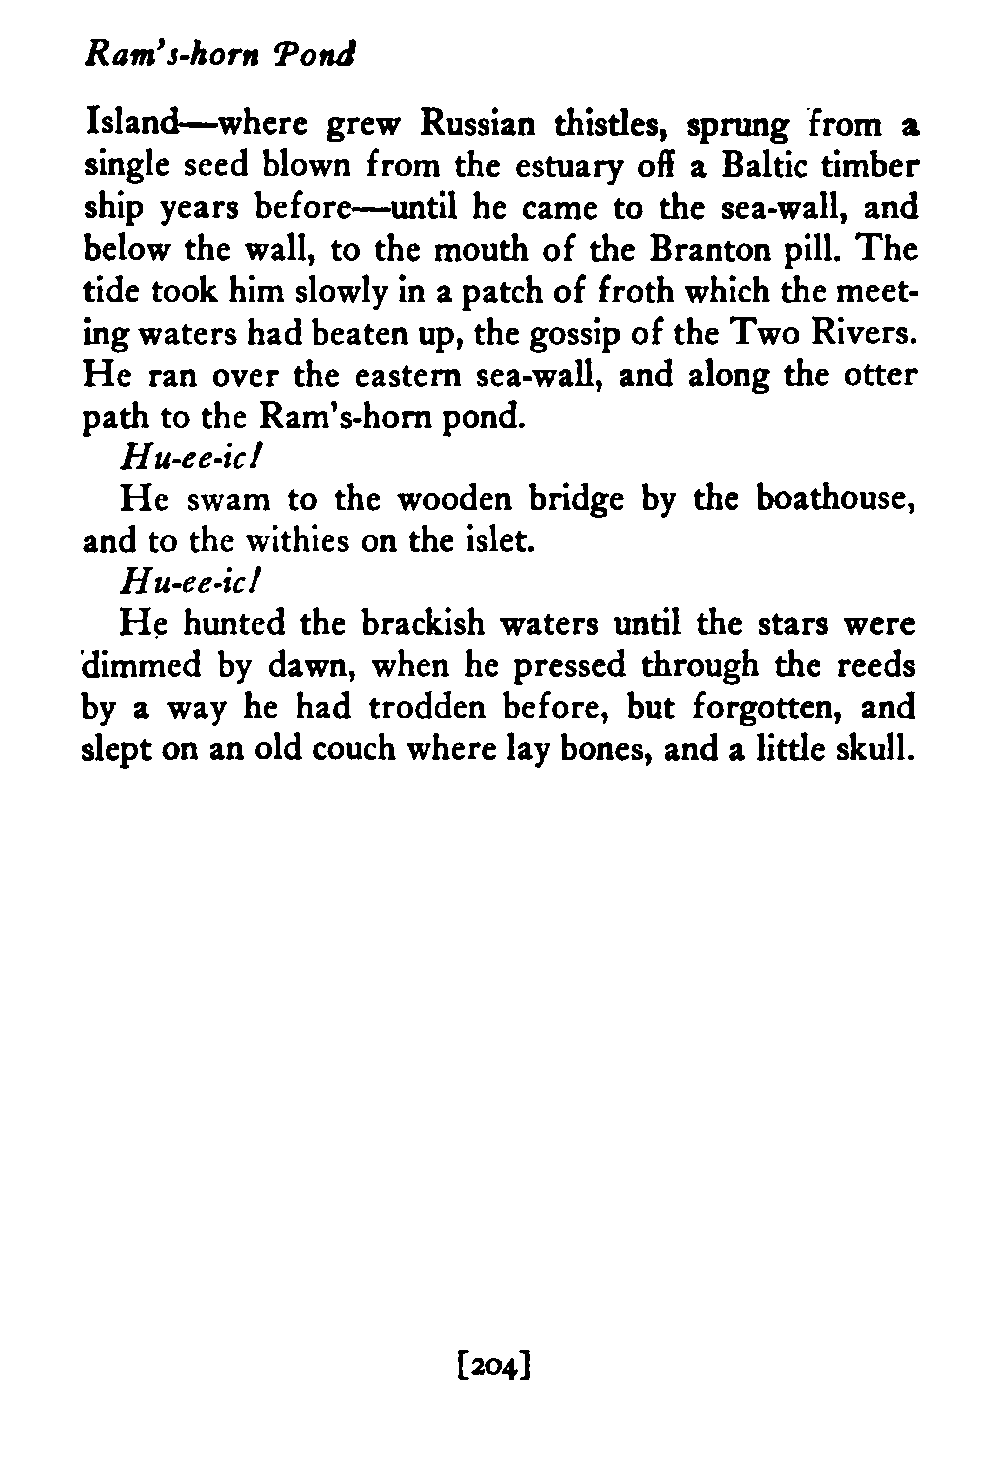 Ram's-horn Pond
Island—where grew Russian thistles, sprung from a
single seed blown from the estuary off a Baltic timber
ship years before—until he came to the sea-wall, and
below the wall, to the mouth of the Branton pill. The
tide took him slowly in a patch of froth which the meet-
ing waters had beaten up, the gossip of the Two Rivers.
He ran over the eastern sea-wall, and along the otter
path to the Ram's-horn pond.
Hu-ee-ic!
He swam to the wooden bridge by the boathouse,
and to the withies on the islet.
Hu-ee-ic!
He hunted the brackish waters until the stars were
dimmed by dawn, when he pressed through the reeds
by a way he had trodden before, but forgotten, and
slept on an old couch where lay bones, and a little skull.
[204]